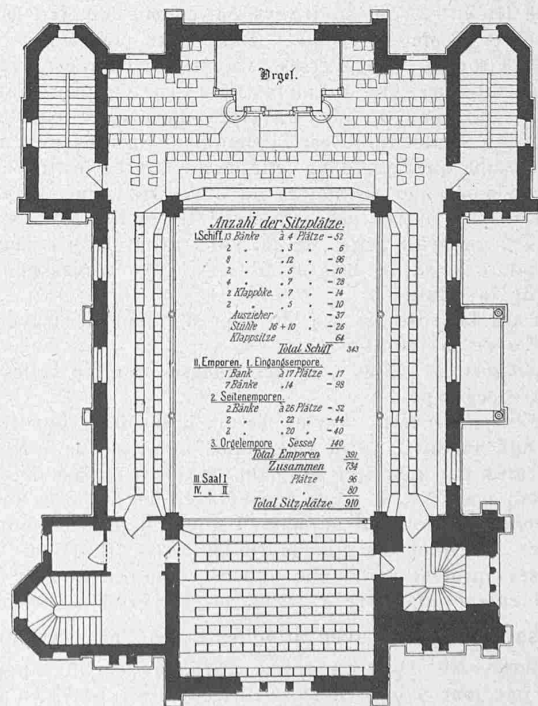 Orgel.
Anzahl der Sitzplätze.
I. Schiff. 13 Bänke à 4 Plätze - 52
2 „ . 3 „ - 6
8 „ . 12 „ - 96
2 „ . 5 „ - 10
4 „ . 7 „ - 28
2 Klappbke. . 7 „ - 14
2 „ . 5 „ - 10
Auszieher - 37
Stühle 16 + 10 „ - 26
Klappsitze 64
Total Schiff 343
II. Emporen, 1. Eingangsempore.
1 Bank à 17 Plätze - 17
7 Bänke . 14 „ - 98
2. Seitenemporen.
2 Bänke à 26 Plätze - 52
2 „ . 22 „ - 44
2 „ . 20 „ - 40
3. Orgelempore Sessel 140
Total Emporen 391
Zusammen 734
III. Saal I Plätze 96
IV. „ II „ 80
Total Sitzplätze 910